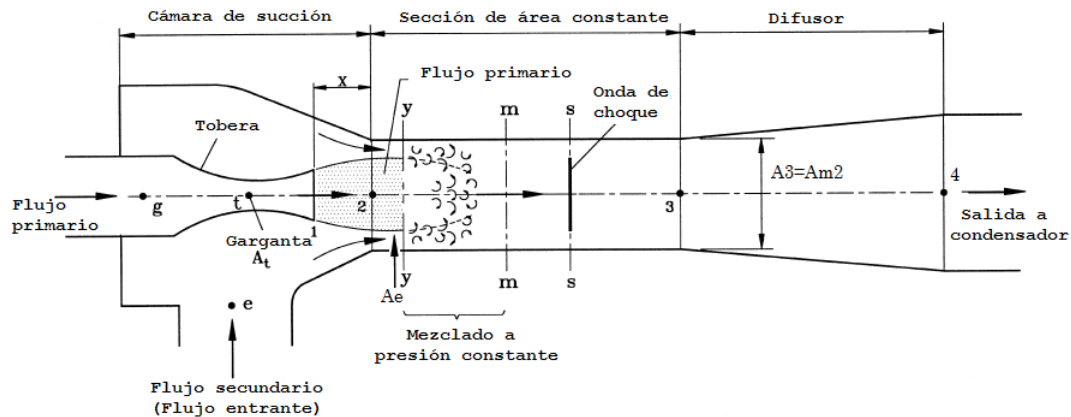 Cámara de succión
Sección de área constante
Difusor
x
Flujo primario
Onda de
choque
y
m
s
Tobera
A3=Am2
4
g
t
2
3
Flujo
primario
1
Garganta
At
Salida a
condensador
y
m
s
e
Ae
Mezclado a
presión constante
Flujo secundario
(Flujo entrante)